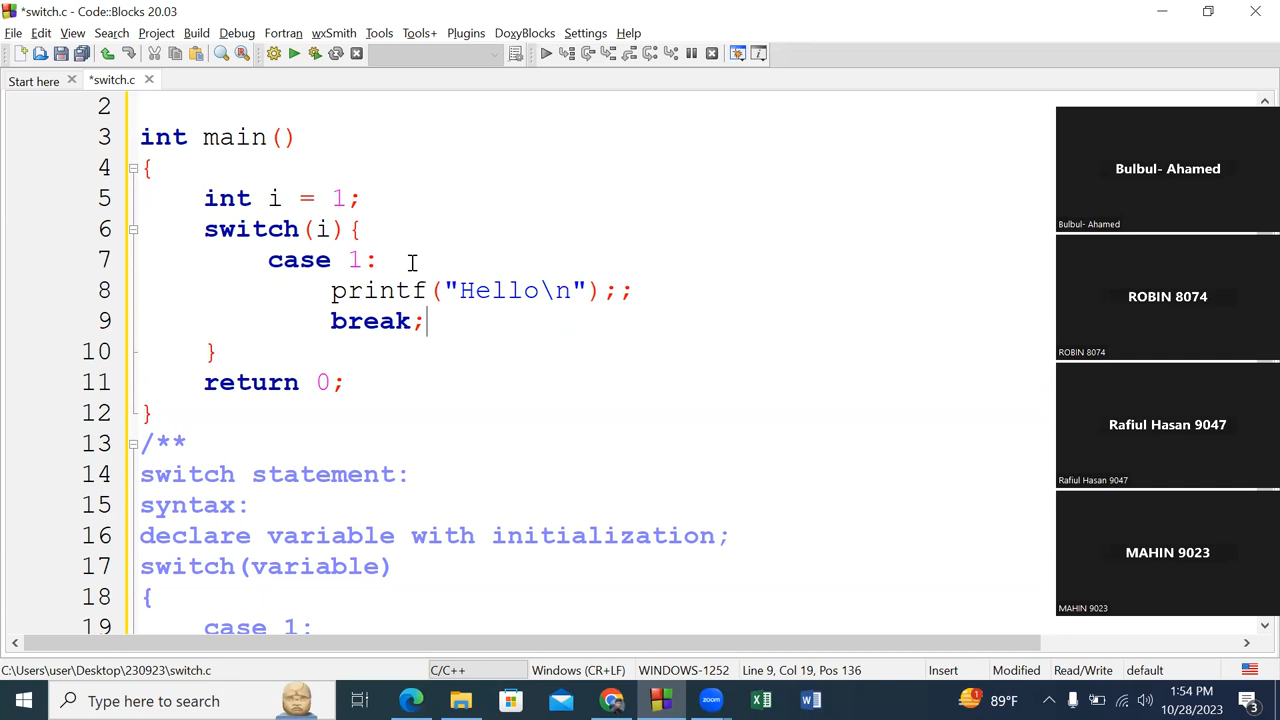 *switch.c - Code::Blocks 20.03
File Edit View Search Project Build Debug Fortran wxSmith Tools Tools+ Plugins DoxyBlocks Settings Help
Start here *switch.c
2
3 int main()
4 {
5 int i = 1;
6 switch(i){
7 case 1:
8 printf("Hello\n");;
9 break;
10 }
11 return 0;
12 }
13 /**
14 switch statement:
15 syntax:
16 declare variable with initialization;
17 switch(variable)
18 {
19 case 1:
Bulbul- Ahamed
Bulbul- Ahamed
ROBIN 8074
ROBIN 8074
Rafiul Hasan 9047
Rafiul Hasan 9047
MAHIN 9023
MAHIN 9023
C:\Users\user\Desktop\230923\switch.c C/C++ Windows (CR+LF) WINDOWS-1252 Line 9, Col 19, Pos 136 Insert Modified Read/Write default
Type here to search
zoom
89°F
1:54 PM
10/28/2023
3